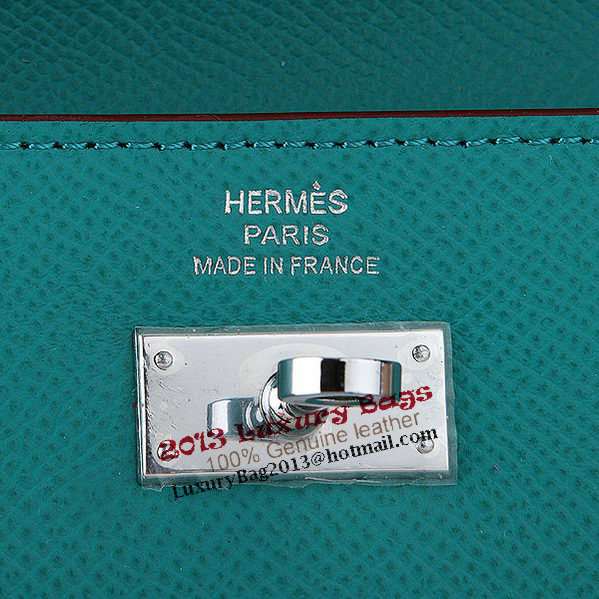 HERMÈS
PARIS
MADE IN FRANCE
2013 Luxury Bags
100% Genuine leather
LuxuryBag2013@hotmail.com